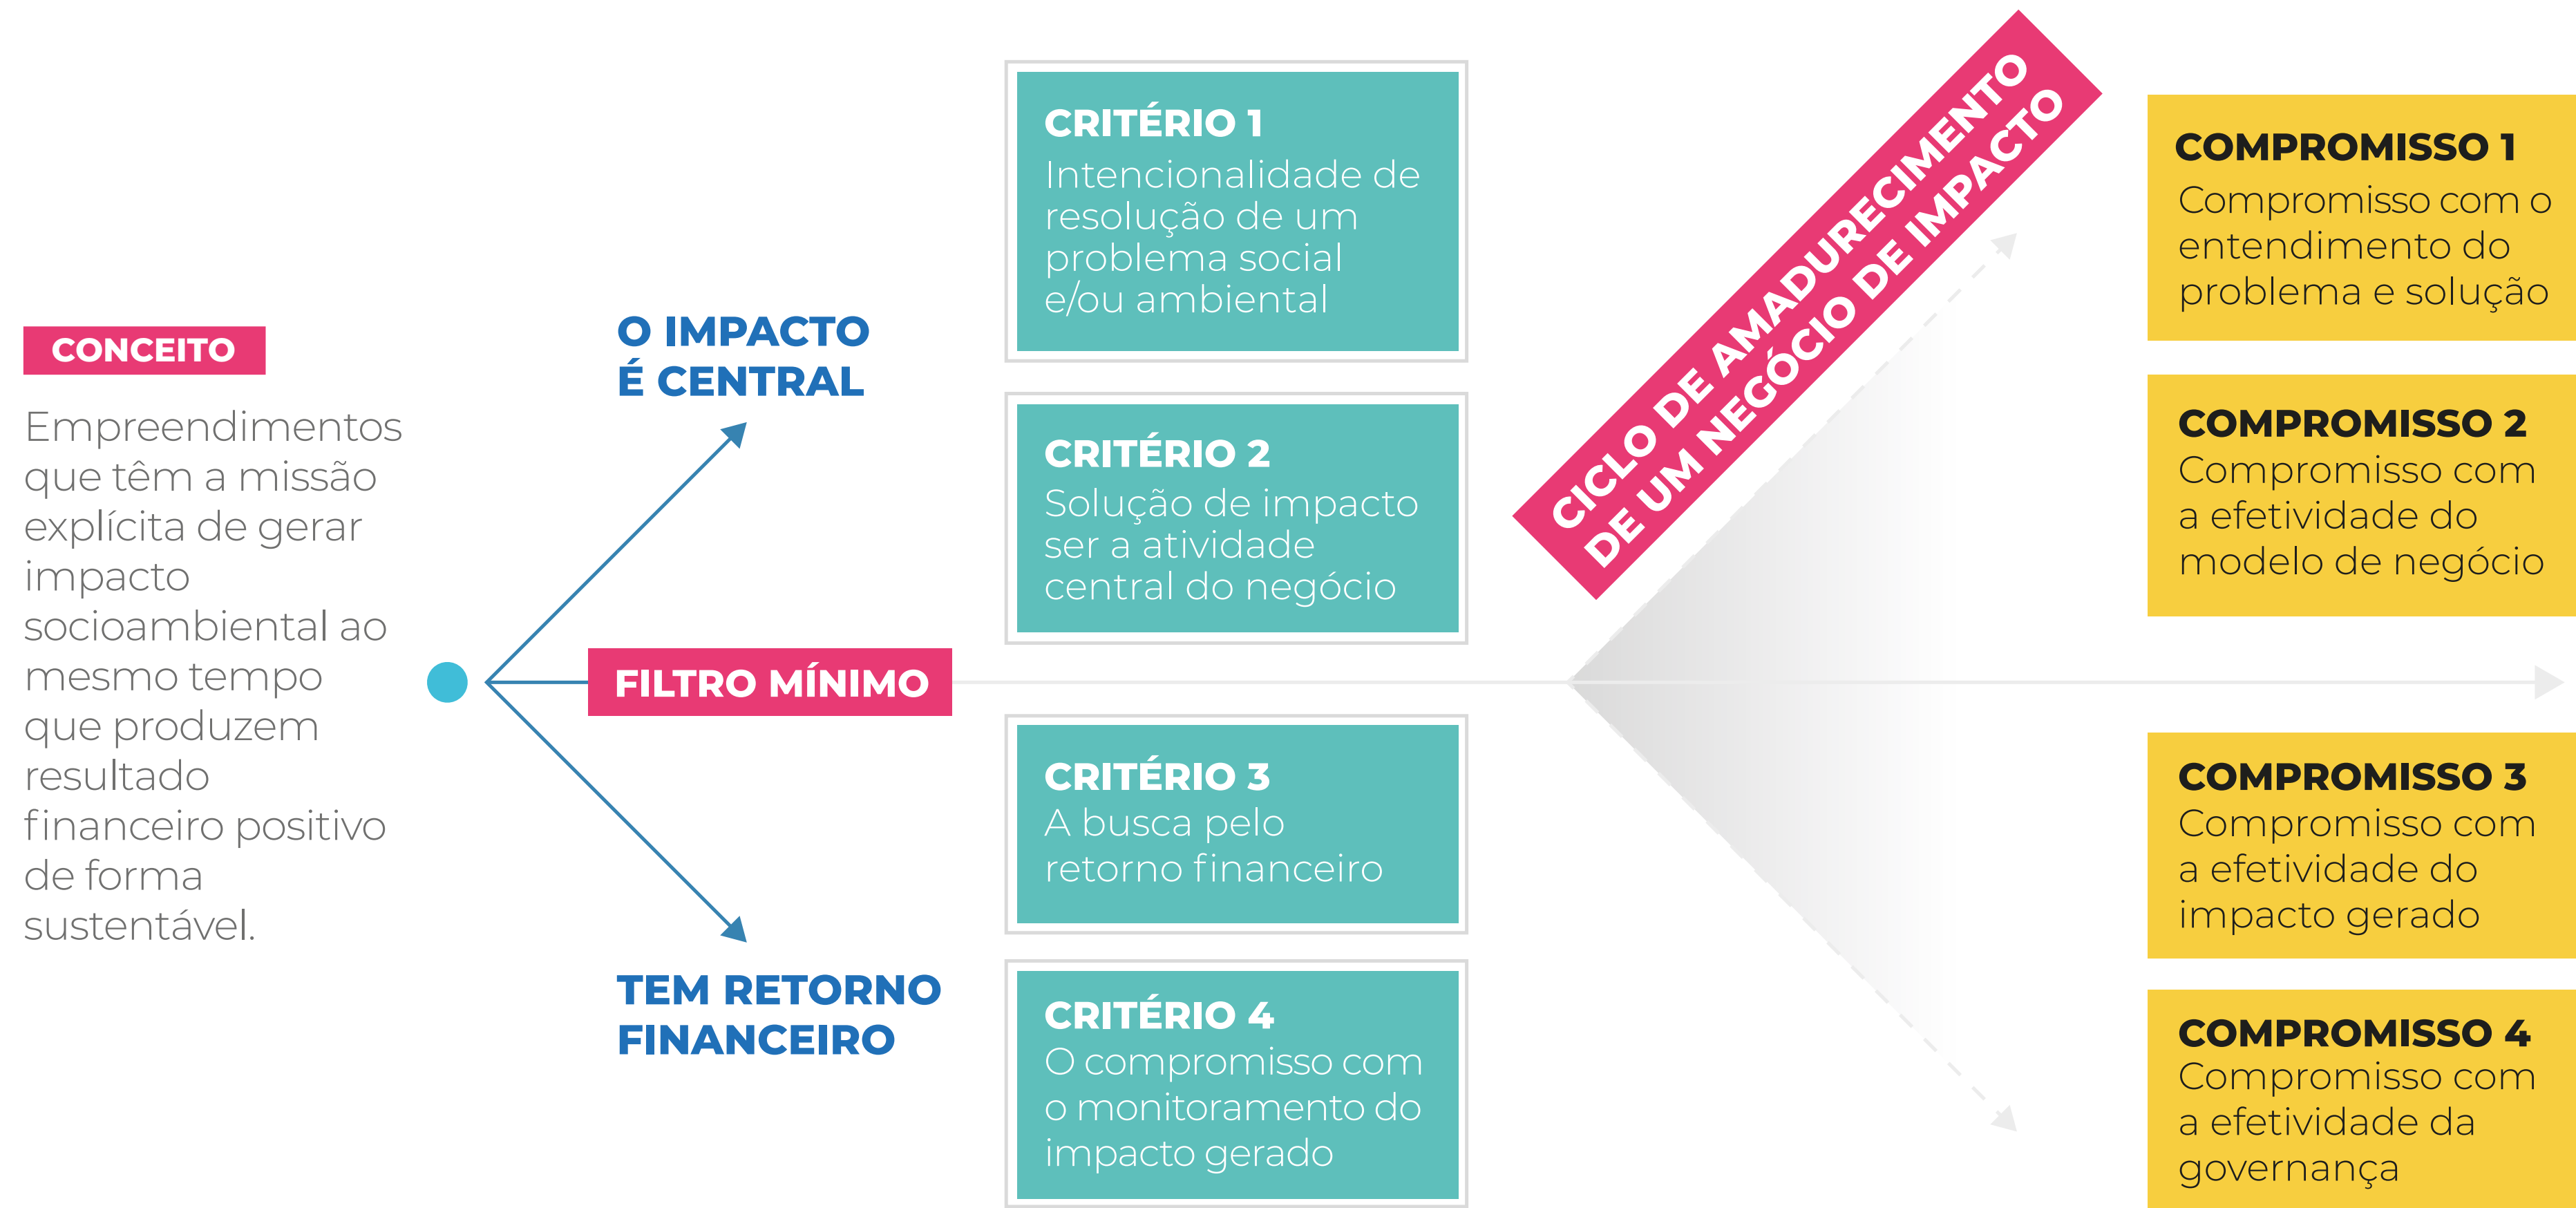 CONCEITO
Empreendimentos
que têm a missão
explícita de gerar
impacto
socioambiental ao
mesmo tempo
que produzem
resultado
financeiro positivo
de forma
sustentável.
O IMPACTO
É CENTRAL
FILTRO MÍNIMO
TEM RETORNO
FINANCEIRO
CRITÉRIO 1
Intencionalidade de
resolução de um
problema social
e/ou ambiental
CRITÉRIO 2
Solução de impacto
ser a atividade
central do negócio
CRITÉRIO 3
A busca pelo
retorno financeiro
CRITÉRIO 4
O compromisso com
o monitoramento do
impacto gerado
CICLO DE AMADURECIMENTO
DE UM NEGÓCIO DE IMPACTO
COMPROMISSO 1
Compromisso com o
entendimento do
problema e solução
COMPROMISSO 2
Compromisso com
a efetividade do
modelo de negócio
COMPROMISSO 3
Compromisso com
a efetividade do
impacto gerado
COMPROMISSO 4
Compromisso com
a efetividade da
governança